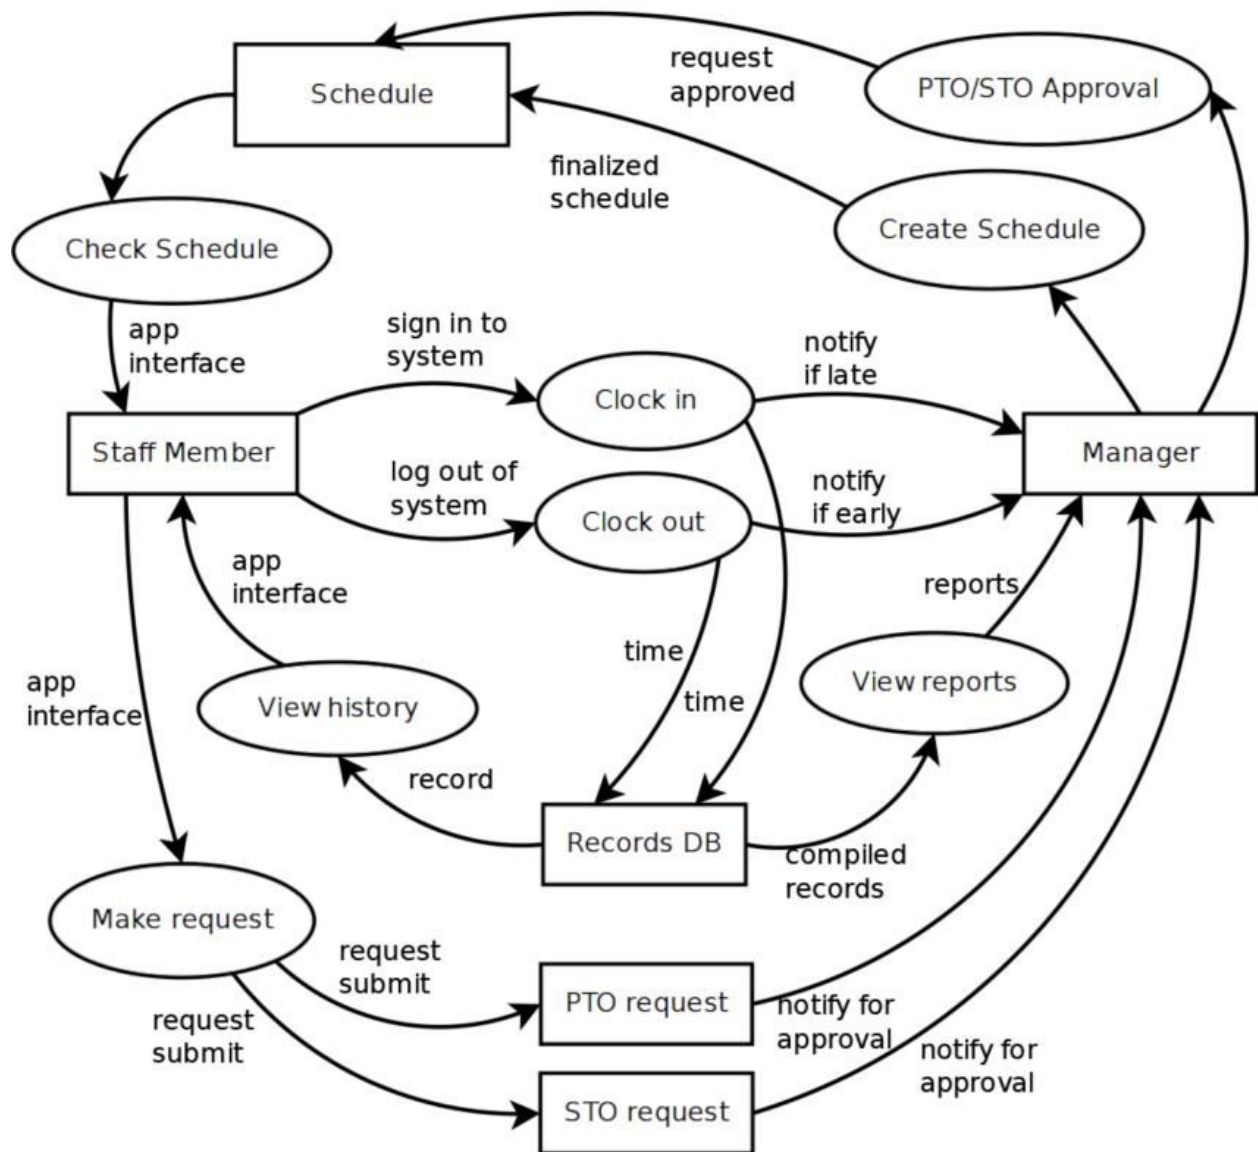 request
approved
PTO/STO Approval
Schedule
finalized
schedule
Create Schedule
Check Schedule
app
interface
sign in to
system
Clock in
notify
if late
Staff Member
Manager
log out of
system
Clock out
notify
if early
app
interface
reports
time
View reports
app
interface
View history
time
record
Records DB
compiled
records
Make request
request
submit
PTO request
notify for
approval
request
submit
notify for
approval
STO request